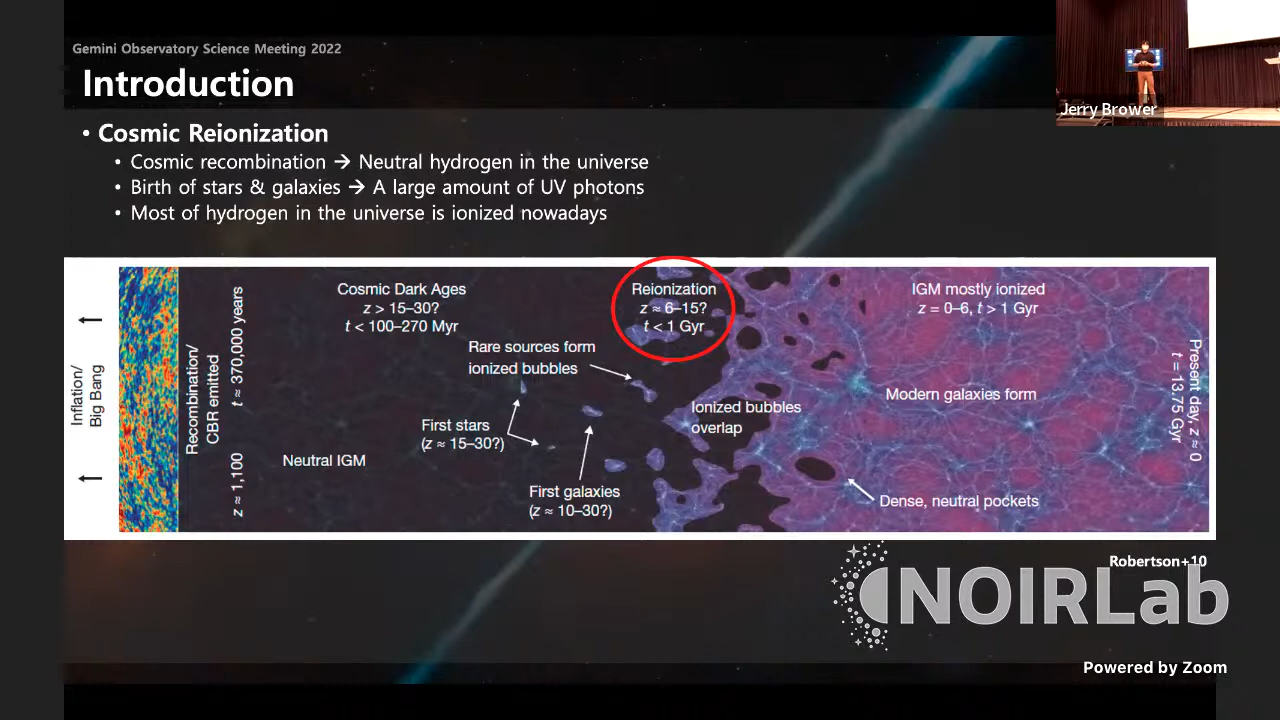 Gemini Observatory Science Meeting 2022
Introduction
Jerry Brower
• Cosmic Reionization
• Cosmic recombination → Neutral hydrogen in the universe
• Birth of stars & galaxies → A large amount of UV photons
• Most of hydrogen in the universe is ionized nowadays
Inflation/
Big Bang
Recombination/
CBR emitted
z ≈ 1,100 t ≈ 370,000 years
Cosmic Dark Ages
z > 15–30?
t < 100–270 Myr
Neutral IGM
Rare sources form
ionized bubbles
First stars
(z ≈ 15–30?)
First galaxies
(z ≈ 10–30?)
Reionization
z ≈ 6–15?
t < 1 Gyr
Ionized bubbles
overlap
IGM mostly ionized
z = 0–6, t > 1 Gyr
Modern galaxies form
Dense, neutral pockets
Present day, z ≈ 0
t = 13.75 Gyr
Robertson+10
NOIRLab
Powered by Zoom